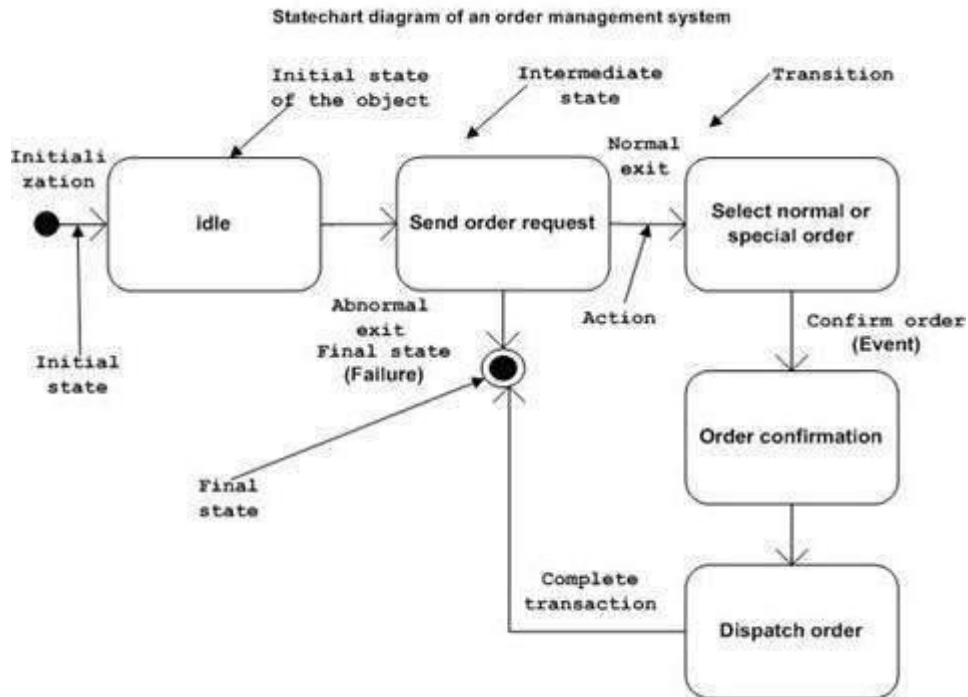 Statechart diagram of an order management system
Initial state
of the object
Intermediate
state
Transition
Initiali
zation
Normal
exit
idle
Send order request
Select normal or
special order
Initial
state
Abnormal
exit
Final state
(Failure)
Action
Confirm order
(Event)
Order confirmation
Final
state
Complete
transaction
Dispatch order